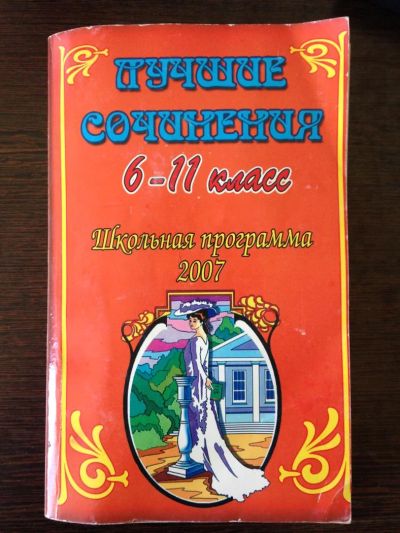 ЛУЧШИЕ
СОЧИНЕНИЯ
6-11 класс
Школьная программа
2007